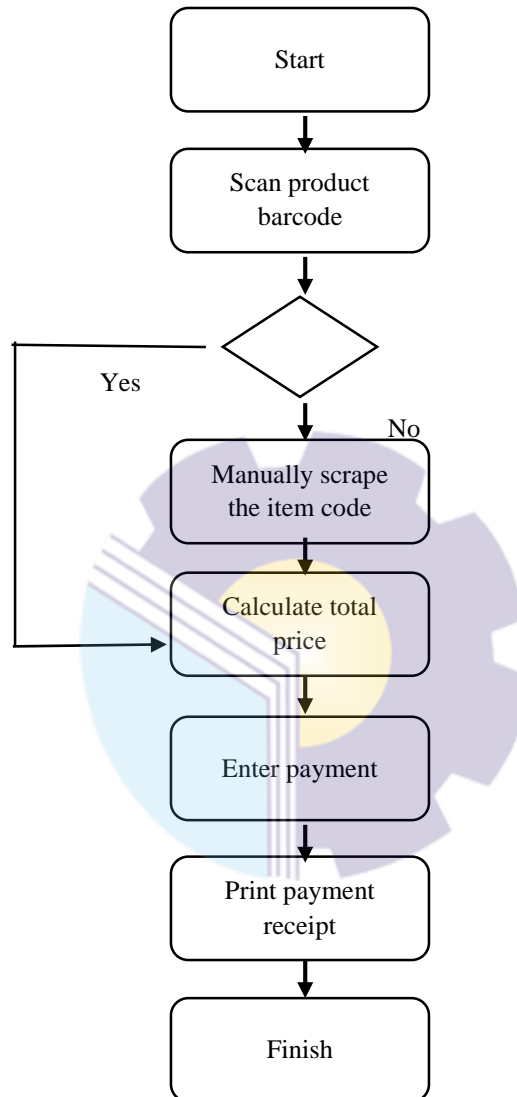 Start
Scan product
barcode
Yes
No
Manually scrape
the item code
Calculate total
price
Enter payment
Print payment
receipt
Finish